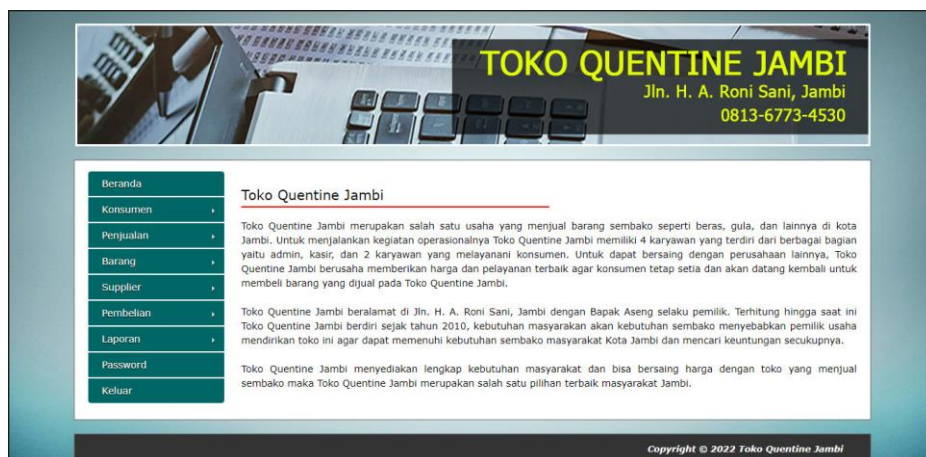 TOKO QUENTINE JAMBI
Jln. H. A. Roni Sani, Jambi
0813-6773-4530
Beranda
Konsumen
Penjualan
Barang
Supplier
Pembelian
Laporan
Password
Keluar
Toko Quentine Jambi
Toko Quentine Jambi merupakan salah satu usaha yang menjual barang sembako seperti beras, gula, dan lainnya di kota
Jambi. Untuk menjalankan kegiatan operasionalnya Toko Quentine Jambi memiliki 4 karyawan yang terdiri dari berbagai bagian
yaitu admin, kasir, dan 2 karyawan yang melayanani konsumen. Untuk dapat bersaing dengan perusahaan lainnya, Toko
Quentine Jambi berusaha memberikan harga dan pelayanan terbaik agar konsumen tetap setia dan akan datang kembali untuk
membeli barang yang dijual pada Toko Quentine Jambi.
Toko Quentine Jambi beralamat di Jln. H. A. Roni Sani, Jambi dengan Bapak Aseng selaku pemilik. Terhitung hingga saat ini
Toko Quentine Jambi berdiri sejak tahun 2010, kebutuhan masyarakan akan kebutuhan sembako menyebabkan pemilik usaha
mendirikan toko ini agar dapat memenuhi kebutuhan sembako masyarakat Kota Jambi dan mencari keuntungan secukupnya.
Toko Quentine Jambi menyediakan lengkap kebutuhan masyarakat dan bisa bersaing harga dengan toko yang menjual
sembako maka Toko Quentine Jambi merupakan salah satu pilihan terbaik masyarakat Jambi.
Copyright © 2022 Toko Quentine Jambi